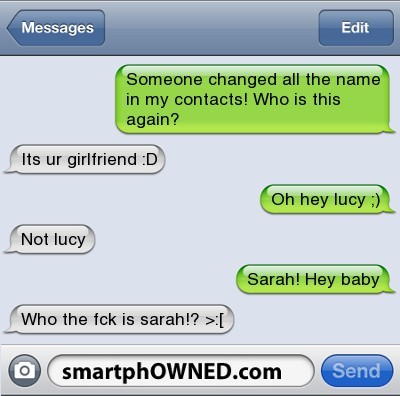 Messages
Edit
Someone changed all the name
in my contacts! Who is this
again?
Its ur girlfriend :D
Oh hey lucy ;)
Not lucy
Sarah! Hey baby
Who the fck is sarah!? >:[
smartphOWNED.com
Send